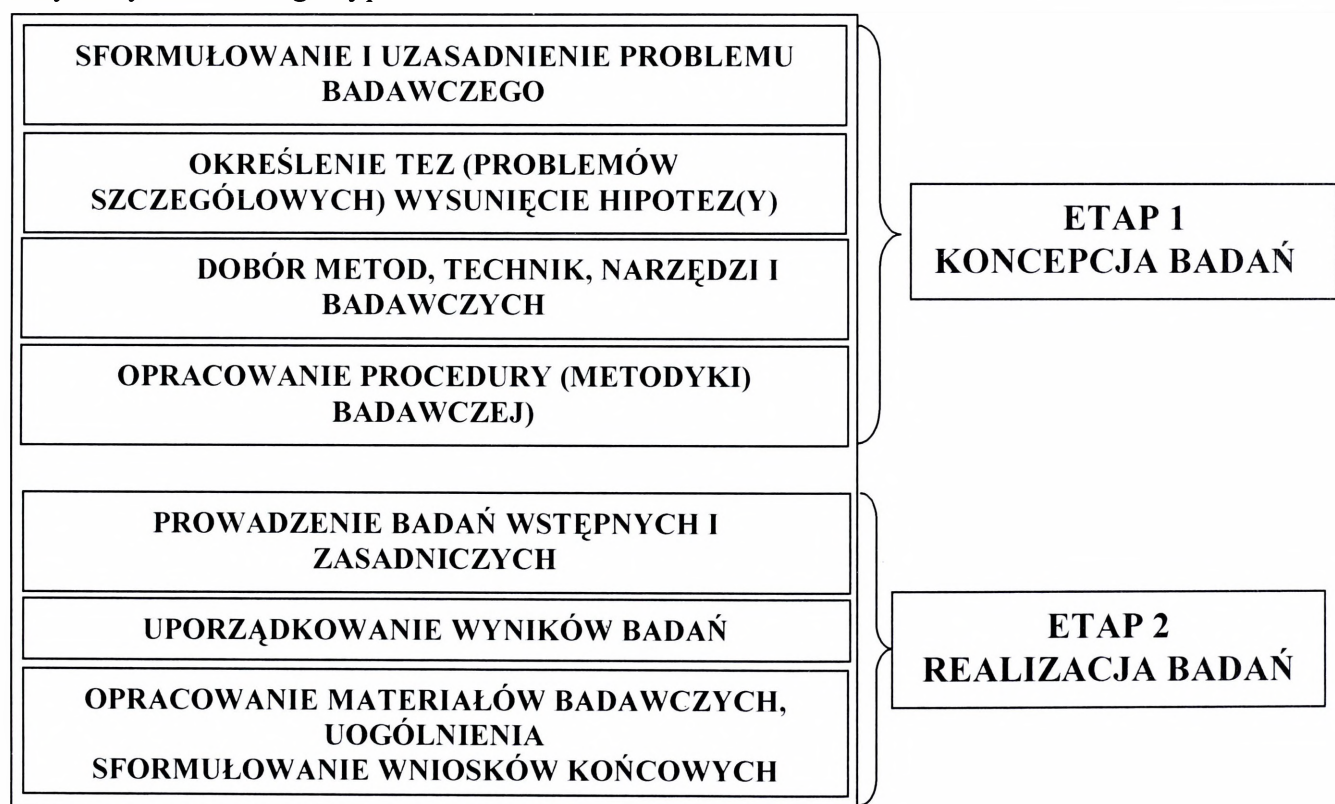 SFORMUŁOWANIE I UZASADNIENIE PROBLEMU
BADAWCZEGO
OKREŚLENIE TEZ (PROBLEMÓW
SZCZEGÓŁOWYCH) WYSUNIĘCIE HIPOTEZ(Y)
DOBÓR METOD, TECHNIK, NARZĘDZI I
BADAWCZYCH
OPRACOWANIE PROCEDURY (METODYKI)
BADAWCZEJ)
ETAP 1
KONCEPCJA BADAŃ
PROWADZENIE BADAŃ WSTĘPNYCH I
ZASADNICZYCH
UPORZĄDKOWANIE WYNIKÓW BADAŃ
OPRACOWANIE MATERIAŁÓW BADAWCZYCH,
UOGÓLNIENIA
SFORMUŁOWANIE WNIOSKÓW KOŃCOWYCH
ETAP 2
REALIZACJA BADAŃ